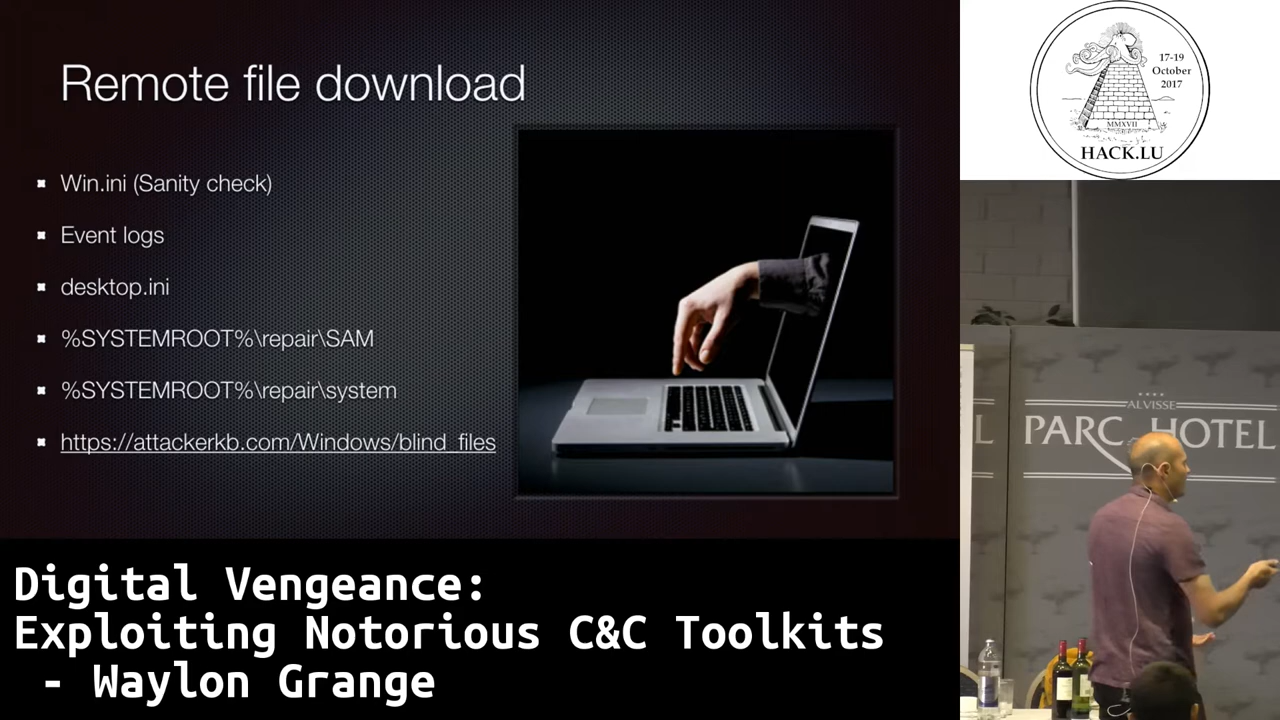 Remote file download
Win.ini (Sanity check)
Event logs
desktop.ini
%SYSTEMROOT%\repair\SAM
%SYSTEMROOT%\repair\system
https://attackerkb.com/Windows/blind_files
17-19
October
2017
MMXVII
HACK.LU
L
ALVISSE
PARC HOTEL
Digital Vengeance:
Exploiting Notorious C&C Toolkits
- Waylon Grange